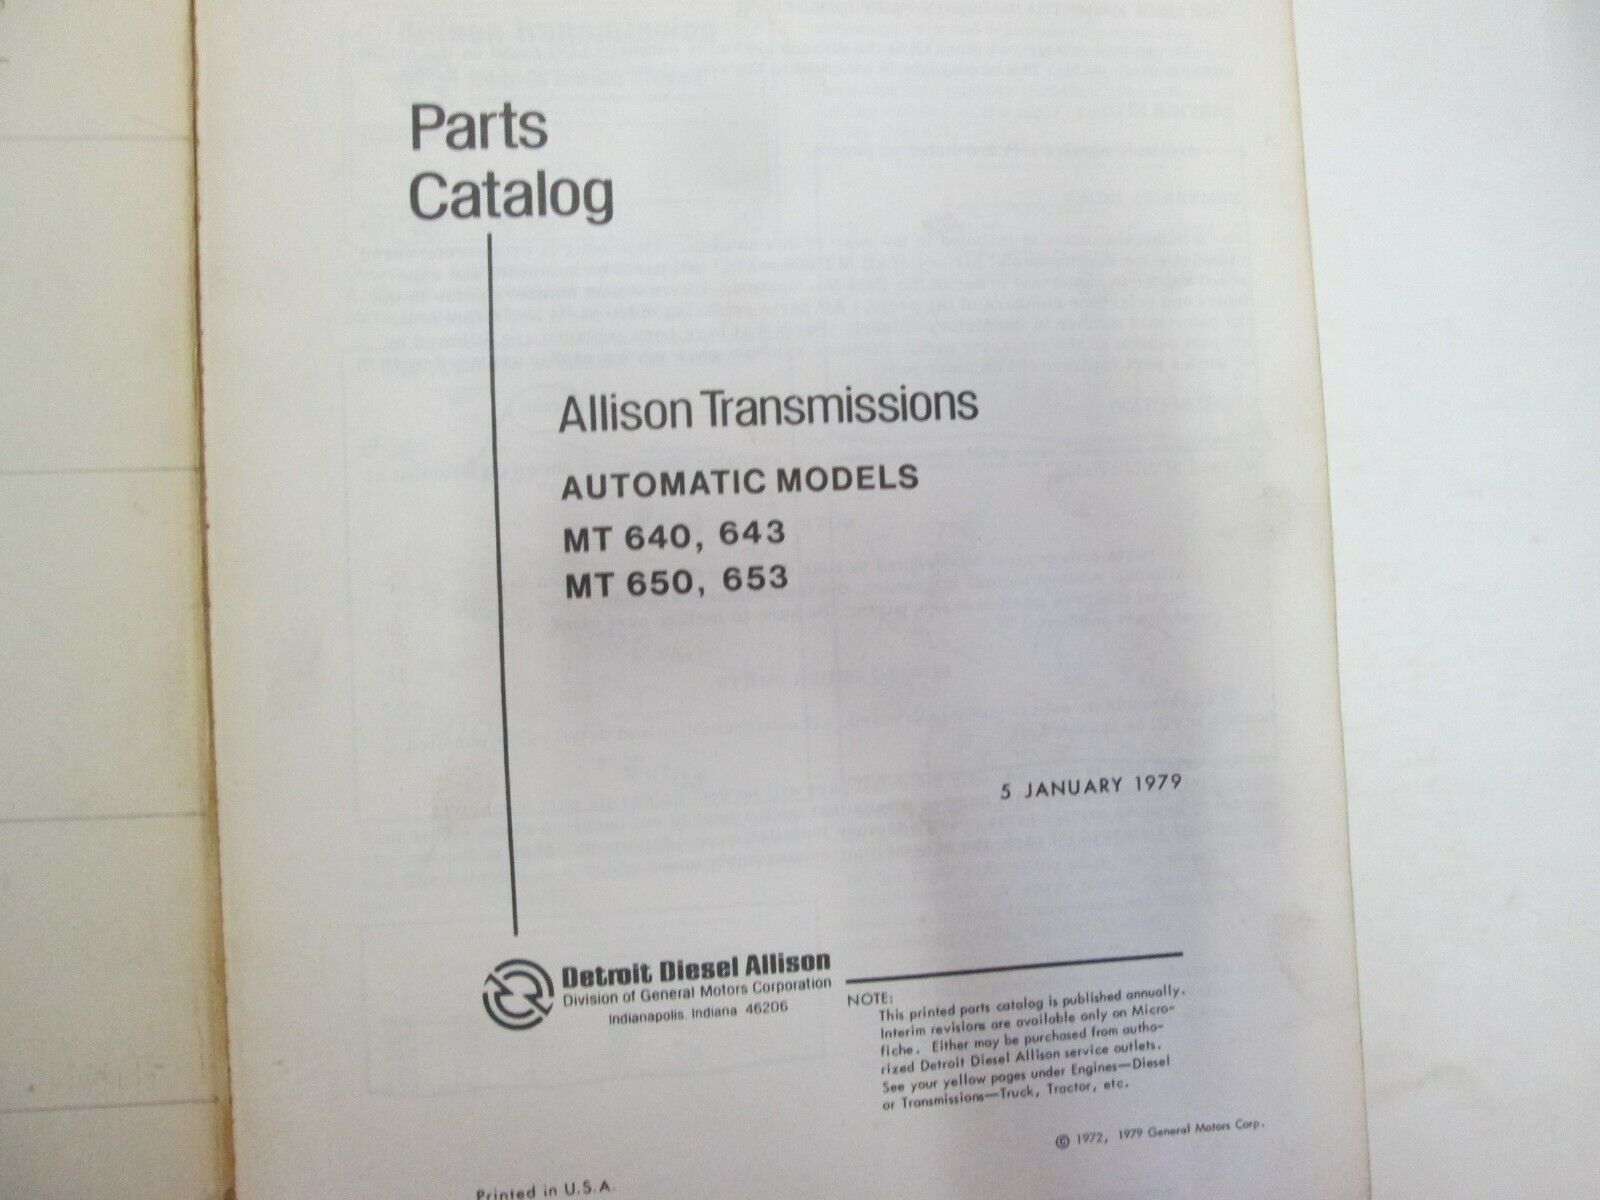 Parts
Catalog
Allison Transmissions
AUTOMATIC MODELS
MT 640, 643
MT 650, 653
5 JANUARY 1979
Detroit Diesel Allison
Division of General Motors Corporation
Indianapolis, Indiana 46206
NOTE:
This printed parts catalog is published annually.
Interim revisions are available only on Micro-
fiche. Either may be purchased from autho-
rized Detroit Diesel Allison service outlets.
See your yellow pages under Engines—Diesel
or Transmissions—Truck, Tractor, etc.
© 1972, 1979 General Motors Corp.
Printed in U.S.A.